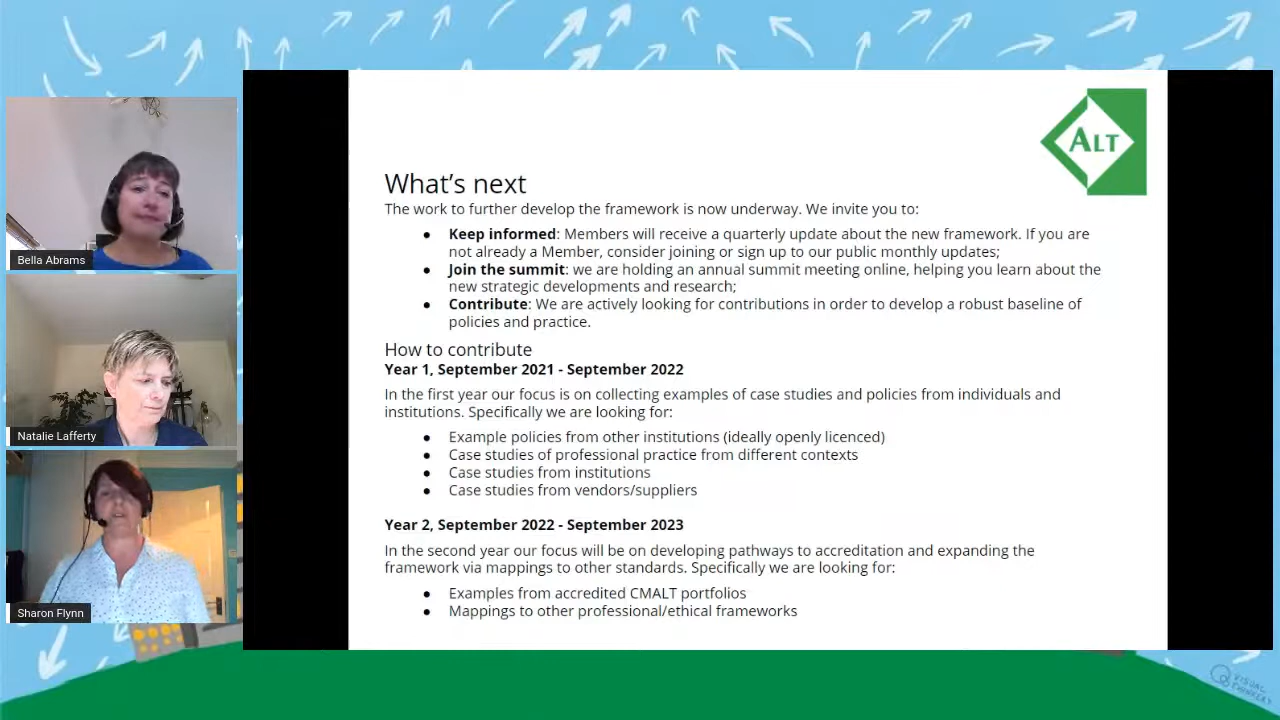 ALT
What's next
The work to further develop the framework is now underway. We invite you to:
● Keep informed: Members will receive a quarterly update about the new framework. If you are
not already a Member, consider joining or sign up to our public monthly updates;
● Join the summit: we are holding an annual summit meeting online, helping you learn about the
new strategic developments and research;
● Contribute: We are actively looking for contributions in order to develop a robust baseline of
policies and practice.
How to contribute
Year 1, September 2021 - September 2022
In the first year our focus is on collecting examples of case studies and policies from individuals and
institutions. Specifically we are looking for:
● Example policies from other institutions (ideally openly licenced)
● Case studies of professional practice from different contexts
● Case studies from institutions
● Case studies from vendors/suppliers
Year 2, September 2022 - September 2023
In the second year our focus will be on developing pathways to accreditation and expanding the
framework via mappings to other standards. Specifically we are looking for:
● Examples from accredited CMALT portfolios
● Mappings to other professional/ethical frameworks
Bella Abrams
Natalie Lafferty
Sharon Flynn
VISUAL
THINKERY